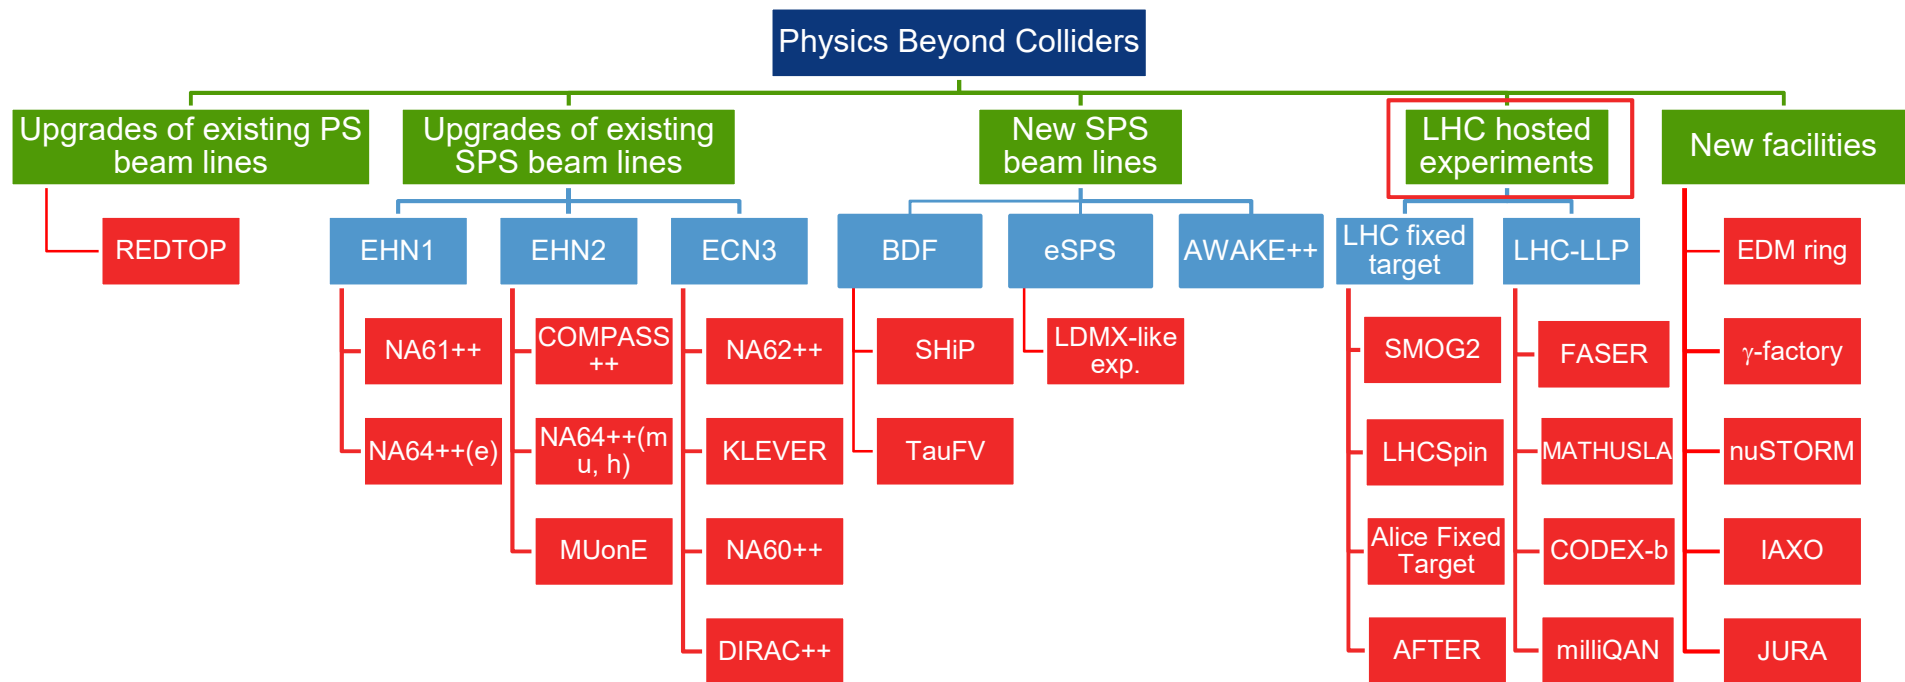 Physics Beyond Colliders
Upgrades of existing PS
beam lines
Upgrades of existing
SPS beam lines
New SPS
beam lines
LHC hosted
experiments
New facilities
REDTOP
EHN1
EHN2
ECN3
BDF
eSPS
AWAKE++
LHC fixed
target
LHC-LLP
EDM ring
NA61++
COMPASS
++
NA62++
SHiP
LDMX-like
exp.
SMOG2
FASER
γ-factory
NA64++(e)
NA64++(m
u, h)
KLEVER
TauFV
LHCSpin
MATHUSLA
nuSTORM
MUonE
NA60++
Alice Fixed
Target
CODEX-b
IAXO
DIRAC++
AFTER
milliQAN
JURA